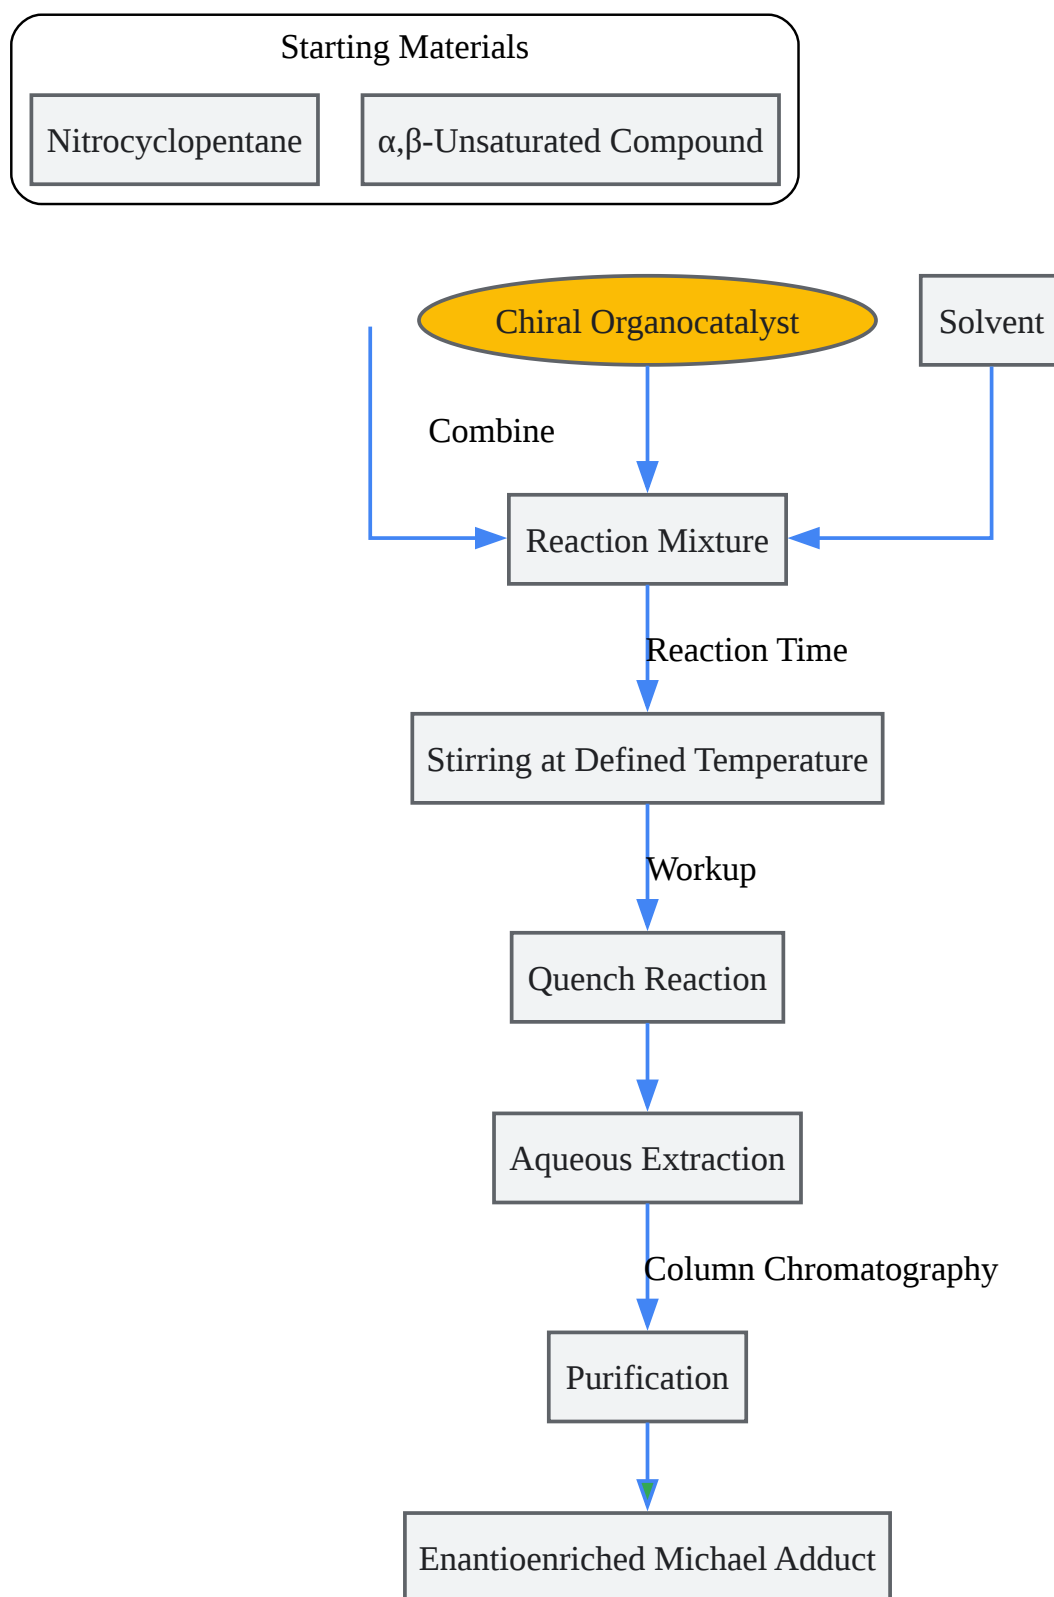 Starting Materials
Nitrocyclopentane
α,β-Unsaturated Compound
Chiral Organocatalyst
Solvent
Combine
Reaction Mixture
Reaction Time
Stirring at Defined Temperature
Workup
Quench Reaction
Aqueous Extraction
Column Chromatography
Purification
Enantioenriched Michael Adduct